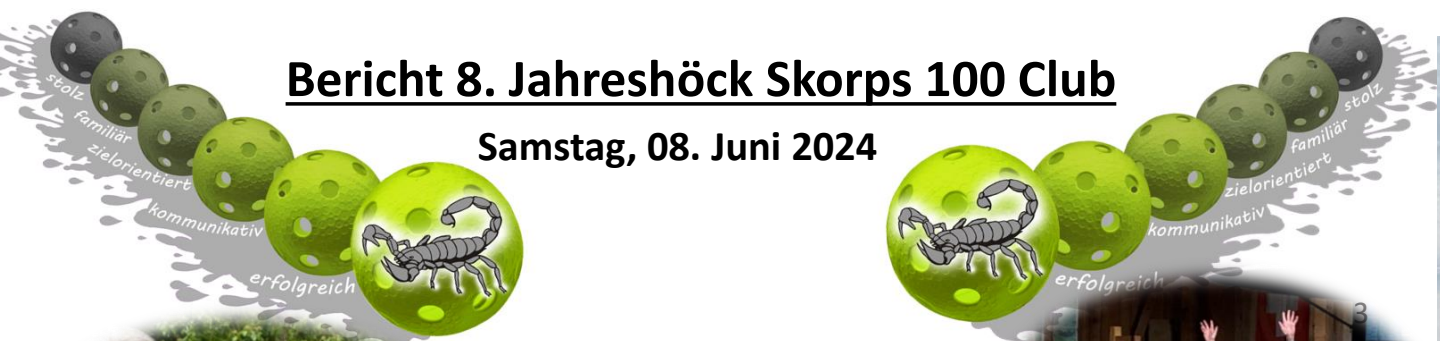 Bericht 8. Jahreshöck Skorps 100 Club
Samstag, 08. Juni 2024
stolz
familiär
zielorientiert
kommunikativ
erfolgreich
stolz
familiär
zielorientiert
kommunikativ
erfolgreich
3